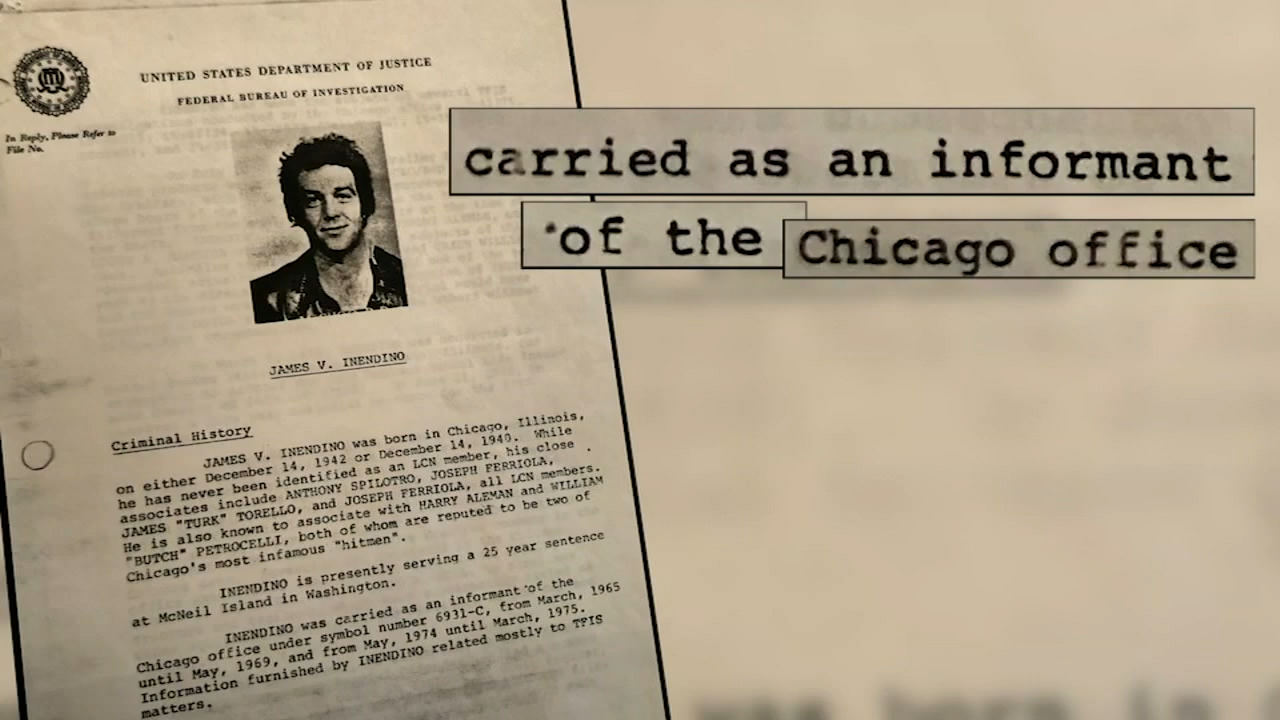 UNITED STATES DEPARTMENT OF JUSTICE
FEDERAL BUREAU OF INVESTIGATION
In Reply, Please Refer to
File No.
carried as an informant
of the Chicago office
JAMES V. INENDINO
Criminal History
JAMES V. INENDINO was born in Chicago, Illinois,
on either December 14, 1942 or December 14, 1940. While
he has never been identified as an LCN member, his close
associates include ANTHONY SPILOTRO, JOSEPH FERRIOLA,
JAMES "TURK" TORELLO, and JOSEPH FERRIOLA, all LCN members.
He is also known to associate with HARRY ALEMAN and WILLIAM
"BUTCH" PETROCELLI, both of whom are reputed to be two of
Chicago's most infamous "hitmen".
INENDINO is presently serving a 25 year sentence
at McNeil Island in Washington.
INENDINO was carried as an informant of the
Chicago office under symbol number 6931-C, from March, 1965
until May, 1969, and from May, 1974 until March, 1975.
Information furnished by INENDINO related mostly to TFIS
matters.